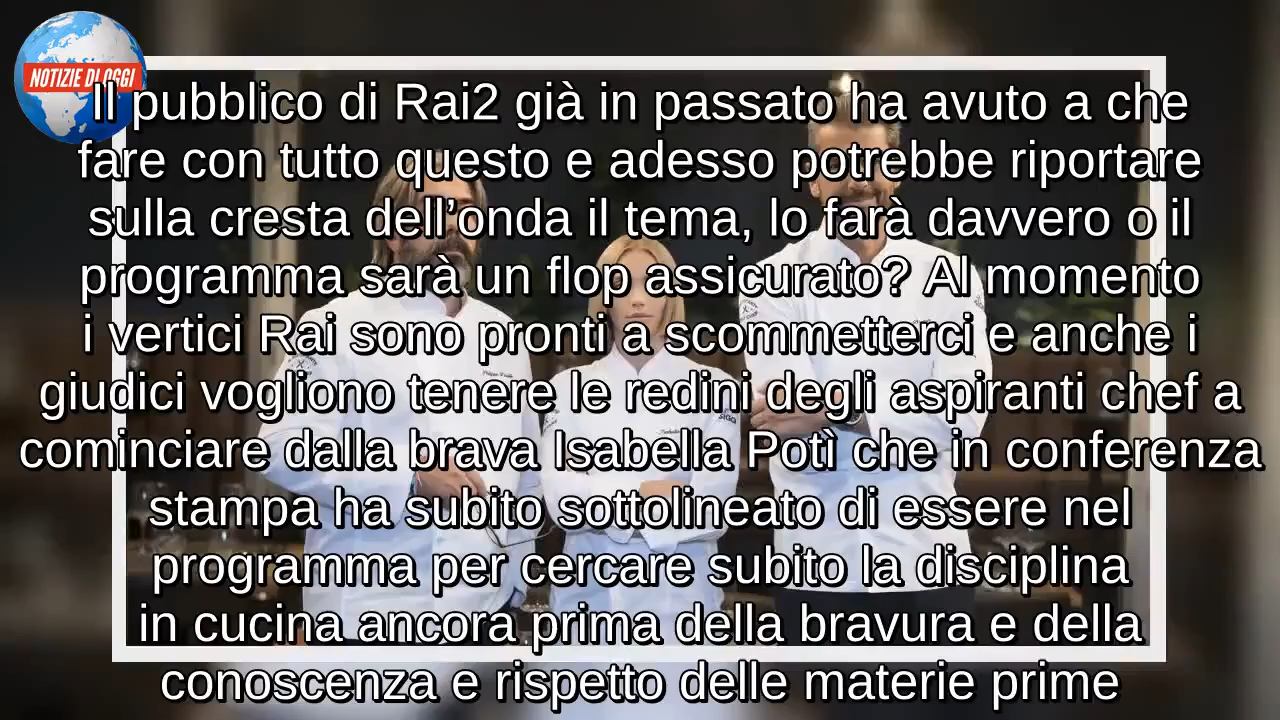 NOTIZIE DI OGGI
Il pubblico di Rai2 già in passato ha avuto a che
fare con tutto questo e adesso potrebbe riportare
sulla cresta dell’onda il tema, lo farà davvero o il
programma sarà un flop assicurato? Al momento
i vertici Rai sono pronti a scommetterci e anche i
giudici vogliono tenere le redini degli aspiranti chef a
cominciare dalla brava Isabella Potì che in conferenza
stampa ha subito sottolineato di essere nel
programma per cercare subito la disciplina
in cucina ancora prima della bravura e della
conoscenza e rispetto delle materie prime